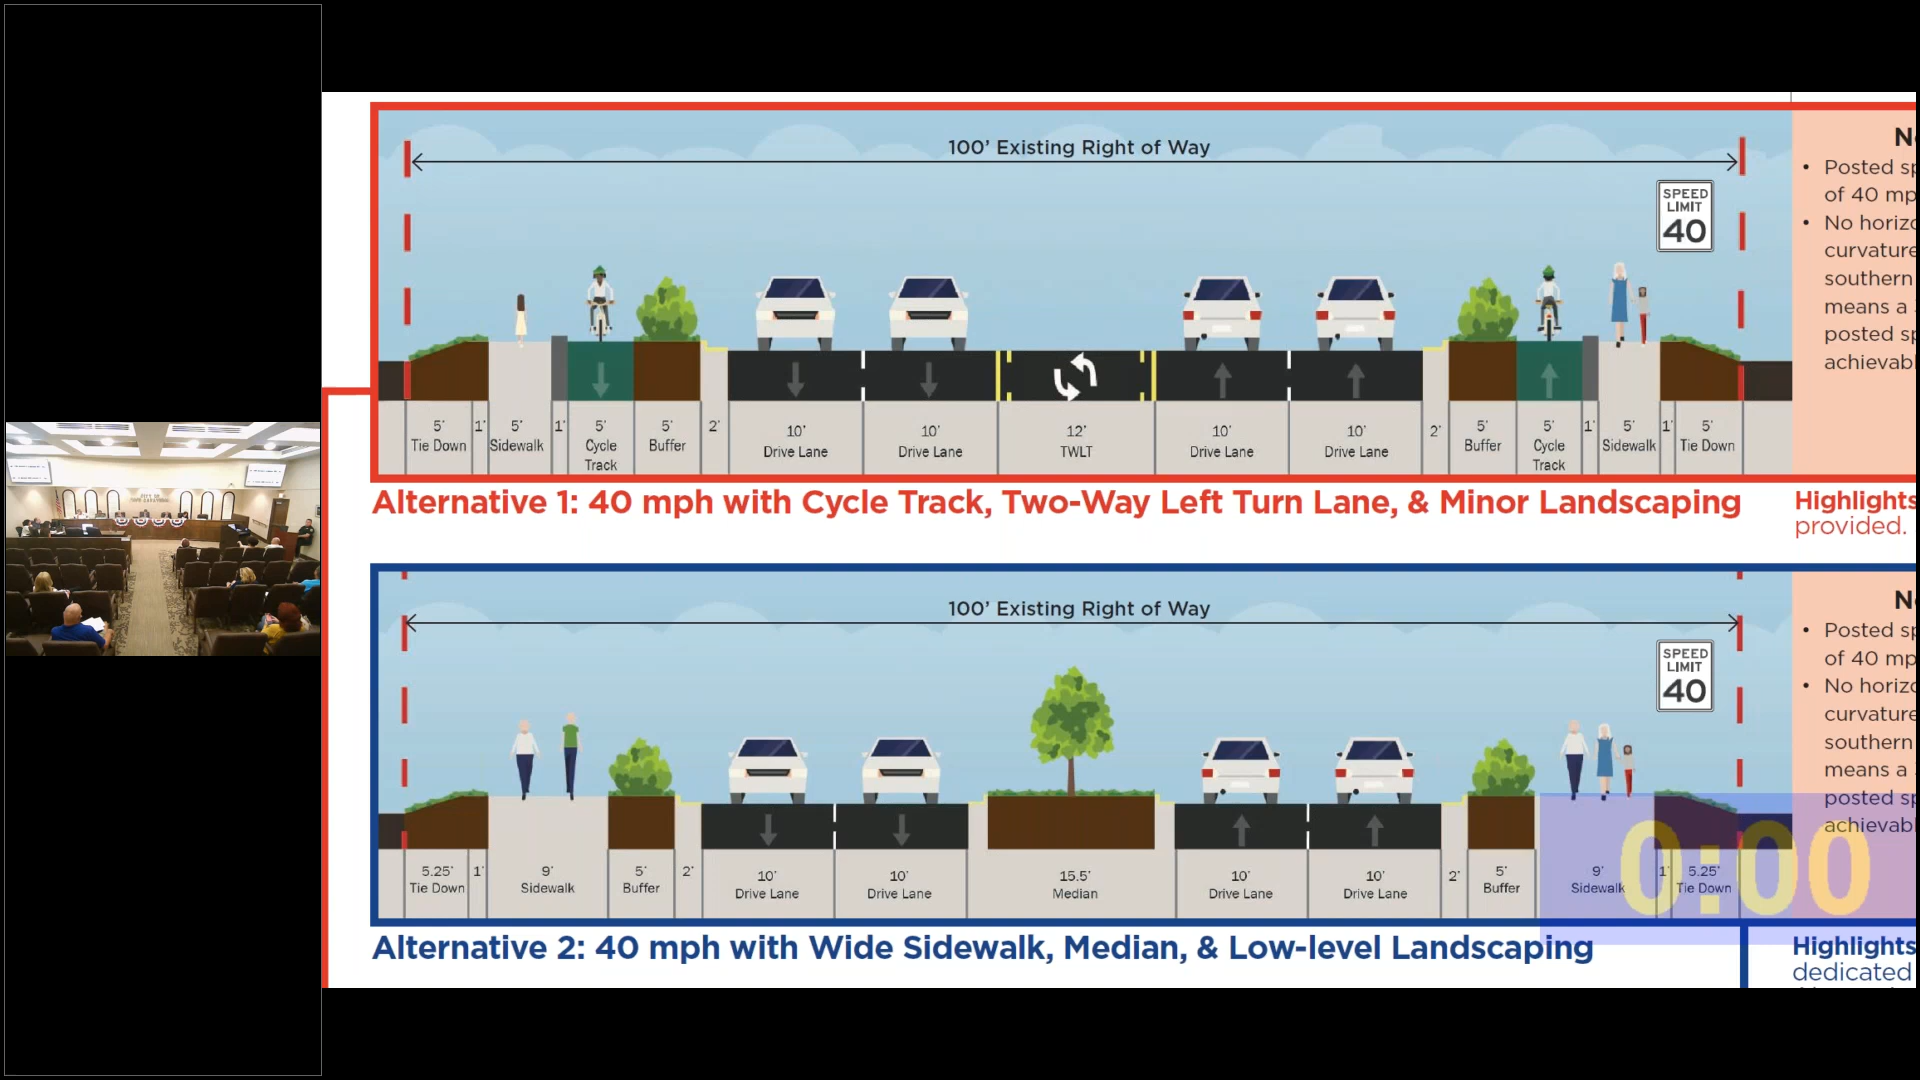 100' Existing Right of Way
SPEED
LIMIT
40
5' Tie Down
1'
5' Sidewalk
1'
5' Cycle Track
5' Buffer
2'
10' Drive Lane
10' Drive Lane
12' TWLT
10' Drive Lane
10' Drive Lane
2'
5' Buffer
5' Cycle Track
1'
5' Sidewalk
1'
5' Tie Down
• Posted
of 40
• No
southern
means a
posted
Alternative 1: 40 mph with Cycle Track, Two-Way Left Turn Lane, & Minor Landscaping
Highlights
provided.
100' Existing Right of Way
SPEED
LIMIT
40
5.25' Tie Down
1'
9' Sidewalk
5' Buffer
2'
10' Drive Lane
10' Drive Lane
15.5' Median
10' Drive Lane
10' Drive Lane
2'
5' Buffer
9' Sidewalk
1'
5.25' Tie Down
• Posted
of 40
• No
curvature
southern
means a
posted
0:00
Alternative 2: 40 mph with Wide Sidewalk, Median, & Low-level Landscaping
Highlights
dedicated